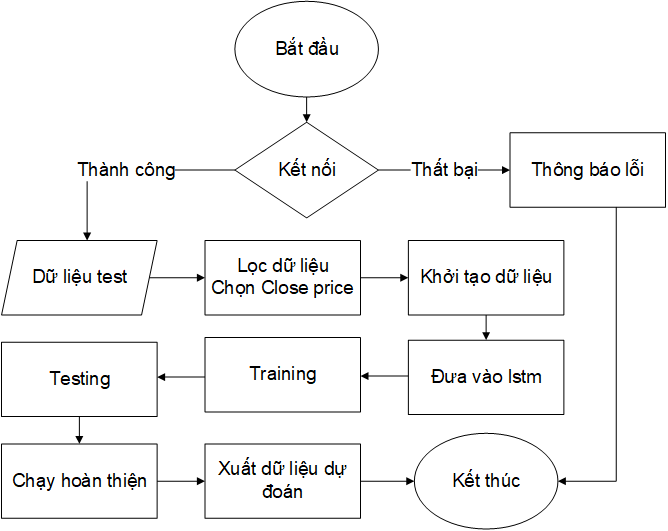 Bắt đầu
Thành công
Kết nối
Thất bại
Thông báo lỗi
Dữ liệu test
Lọc dữ liệu
Chọn Close price
Khởi tạo dữ liệu
Đưa vào lstm
Training
Testing
Chạy hoàn thiện
Xuất dữ liệu dự
đoán
Kết thúc